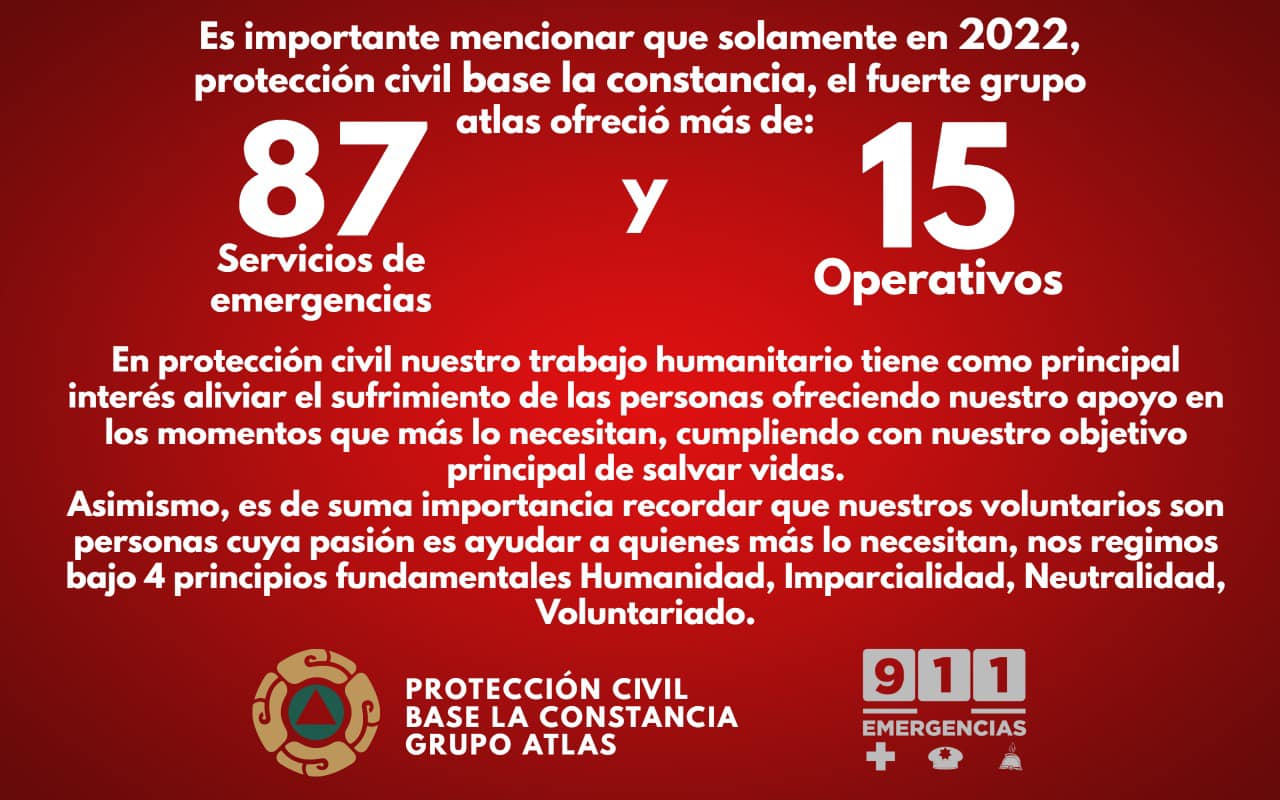 Es importante mencionar que solamente en 2022,
protección civil base la constancia, el fuerte grupo
atlas ofreció más de:
87
y
15
Servicios de
emergencias
Operativos
En protección civil nuestro trabajo humanitario tiene como principal
interés aliviar el sufrimiento de las personas ofreciendo nuestro apoyo en
los momentos que más lo necesitan, cumpliendo con nuestro objetivo
principal de salvar vidas.
Asimismo, es de suma importancia recordar que nuestros voluntarios son
personas cuya pasión es ayudar a quienes más lo necesitan, nos regimos
bajo 4 principios fundamentales Humanidad, Imparcialidad, Neutralidad,
Voluntariado.
PROTECCIÓN CIVIL
BASE LA CONSTANCIA
GRUPO ATLAS
911
EMERGENCIAS